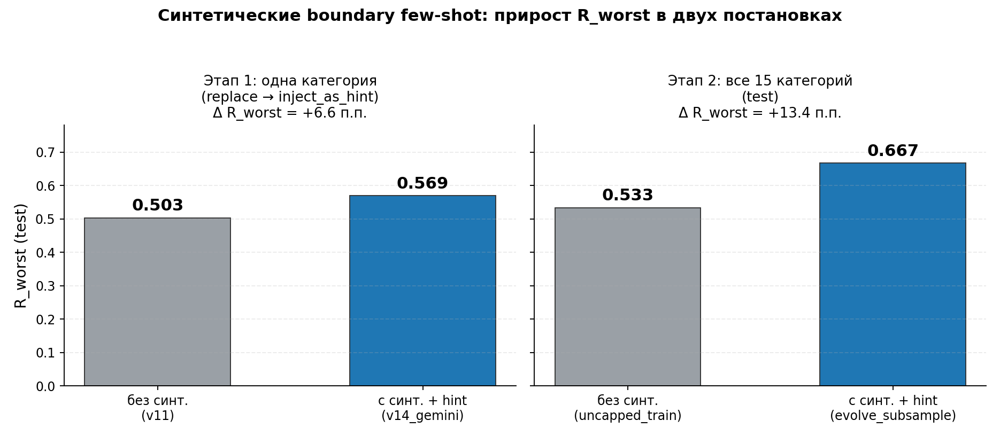 Синтетические boundary few-shot: прирост R_worst в двух постановках
Этап 1: одна категория
(replace → inject_as_hint)
Δ R_worst = +6.6 п.п.
R_worst (test)
0.7
0.6
0.5
0.4
0.3
0.2
0.1
0.0
0.503
0.569
без синт.
(v11)
с синт. + hint
(v14_gemini)
Этап 2: все 15 категорий
(test)
Δ R_worst = +13.4 п.п.
0.533
0.667
без синт.
(uncapped_train)
с синт. + hint
(evolve_subsample)